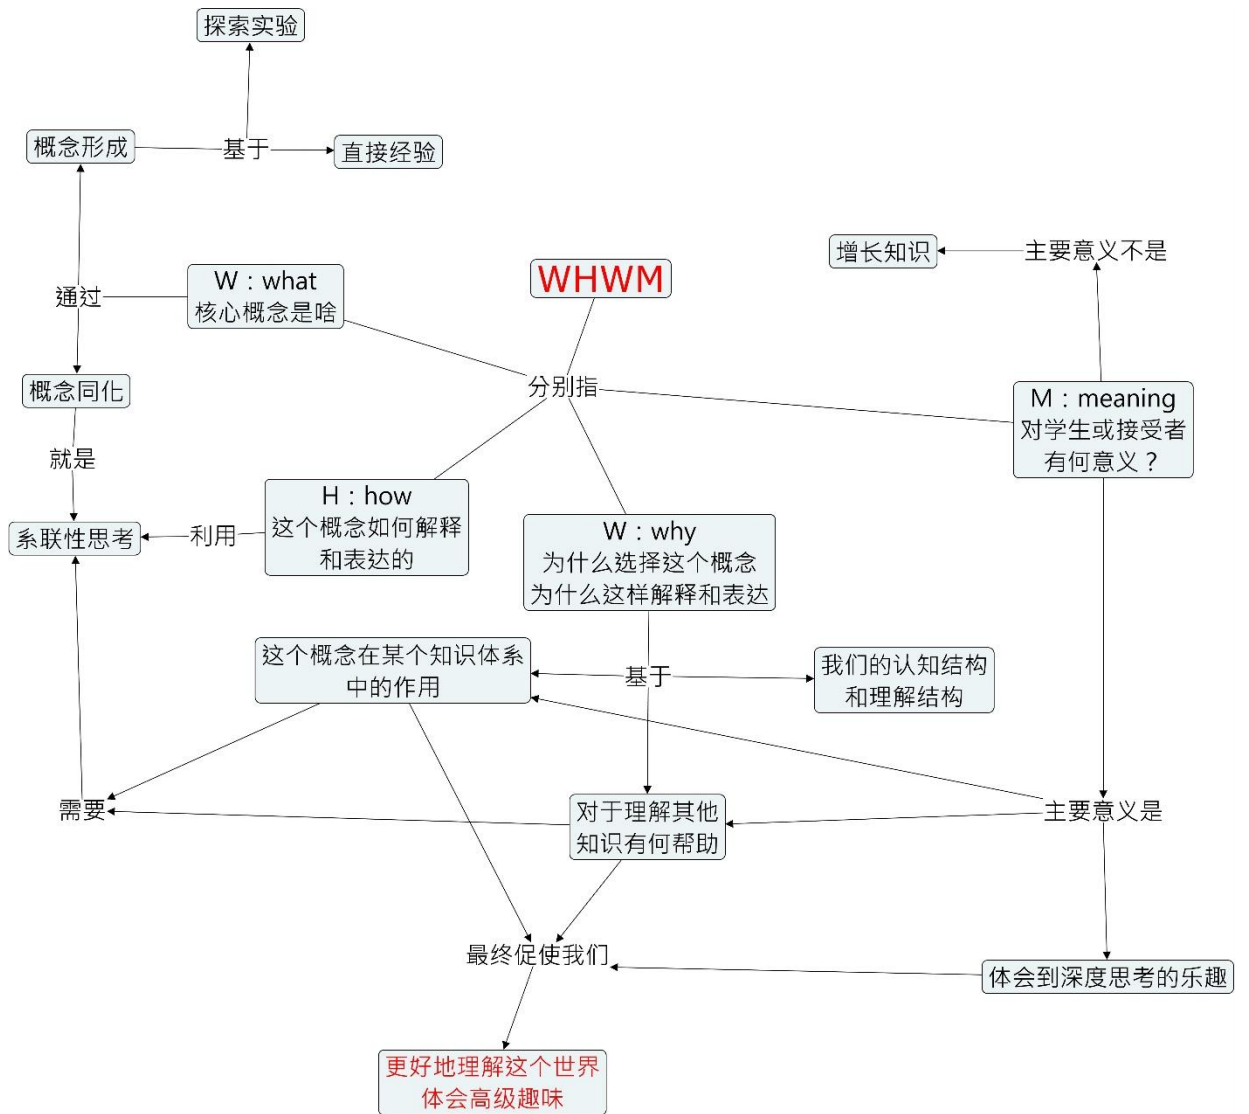 探索实验
概念形成
基于
直接经验
增长知识
主要意义不是
W：what
核心概念是啥
WHWM
通过
概念同化
分别指
M：meaning
对学生或接受者
有何意义？
就是
H：how
这个概念如何解释
和表达的
利用
系联性思考
W：why
为什么选择这个概念
为什么这样解释和表达
这个概念在某个知识体系
中的作用
基于
我们的认知结构
和理解结构
需要
对于理解其他
知识有何帮助
主要意义是
最终促使我们
体会到深度思考的乐趣
更好地理解这个世界
体会高级趣味